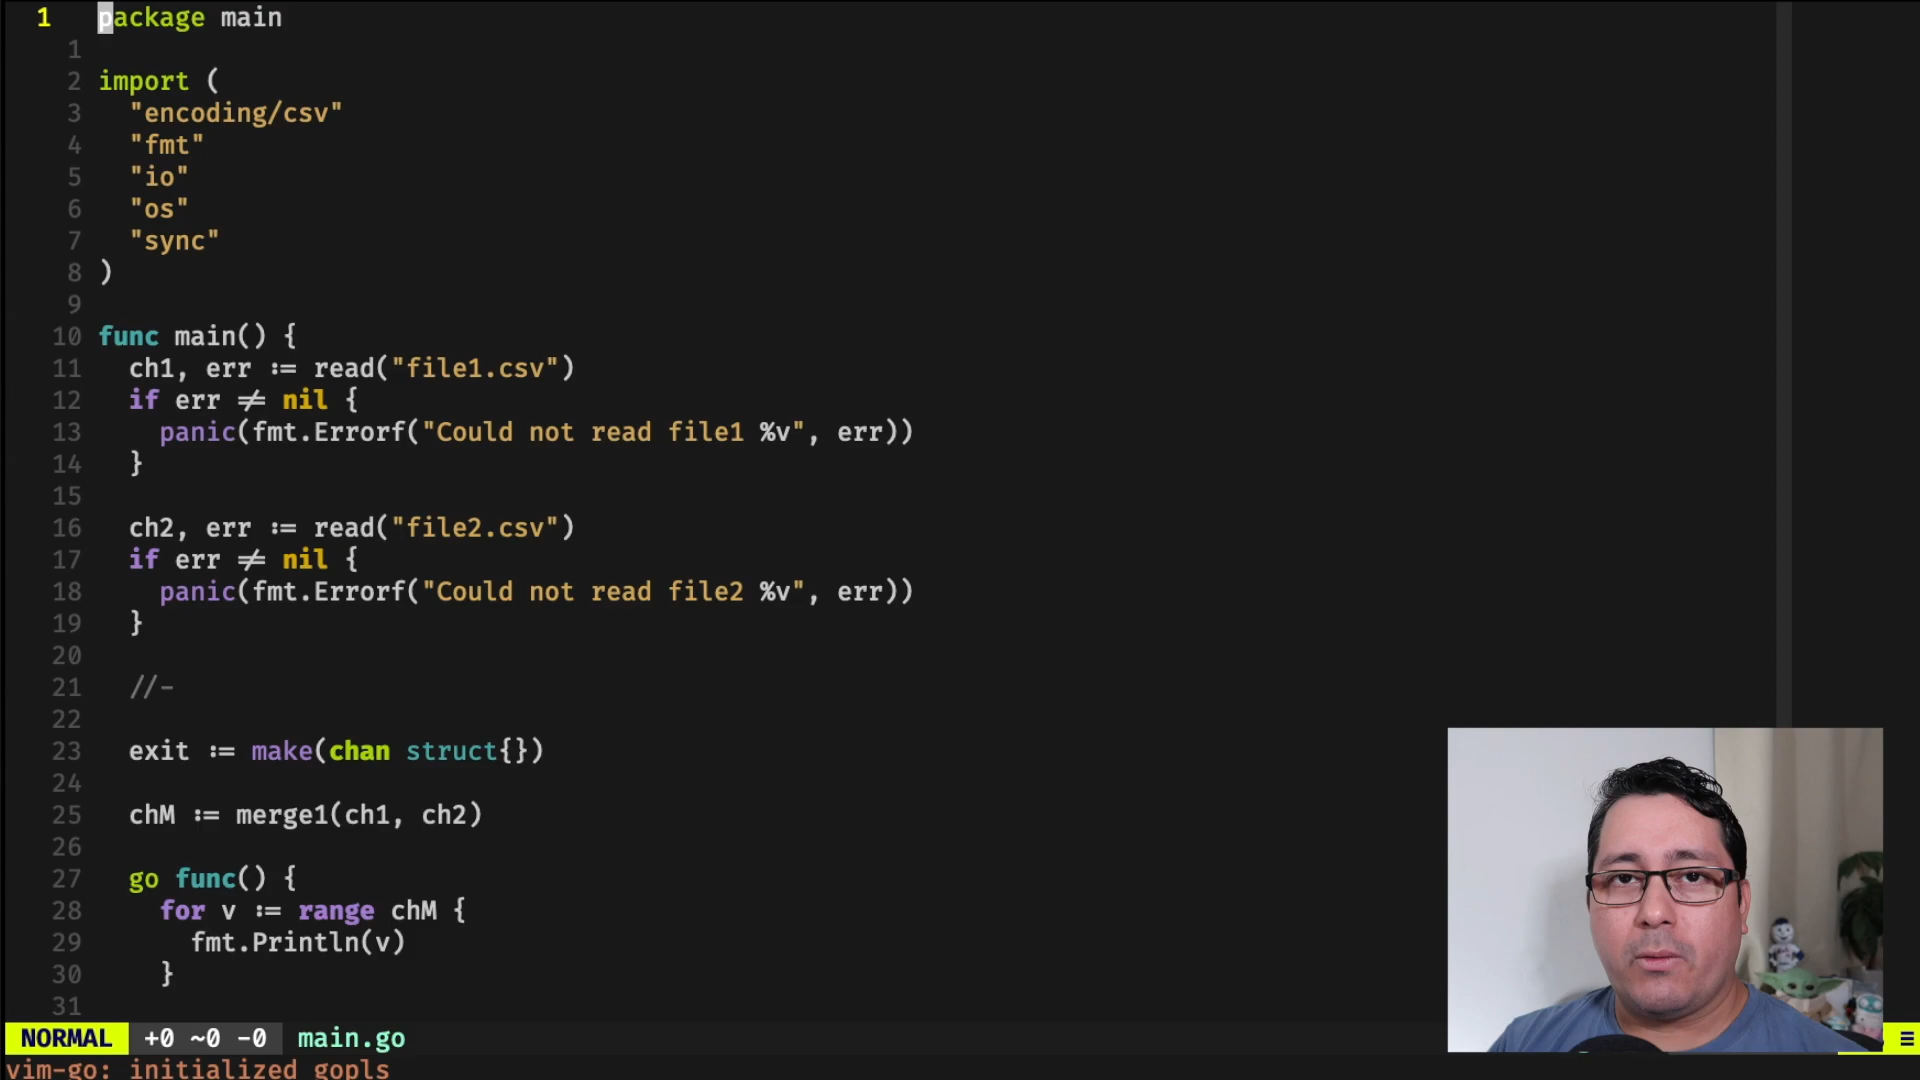 1 package main
1
2 import (
3 "encoding/csv"
4 "fmt"
5 "io"
6 "os"
7 "sync"
8 )
9
10 func main() {
11 ch1, err := read("file1.csv")
12 if err ≠ nil {
13 panic(fmt.Errorf("Could not read file1 %v", err))
14 }
15
16 ch2, err := read("file2.csv")
17 if err ≠ nil {
18 panic(fmt.Errorf("Could not read file2 %v", err))
19 }
20
21 //-
22
23 exit := make(chan struct{})
24
25 chM := merge1(ch1, ch2)
26
27 go func() {
28 for v := range chM {
29 fmt.Println(v)
30 }
31
NORMAL +0 ~0 -0 main.go
vim-go: initialized gopls